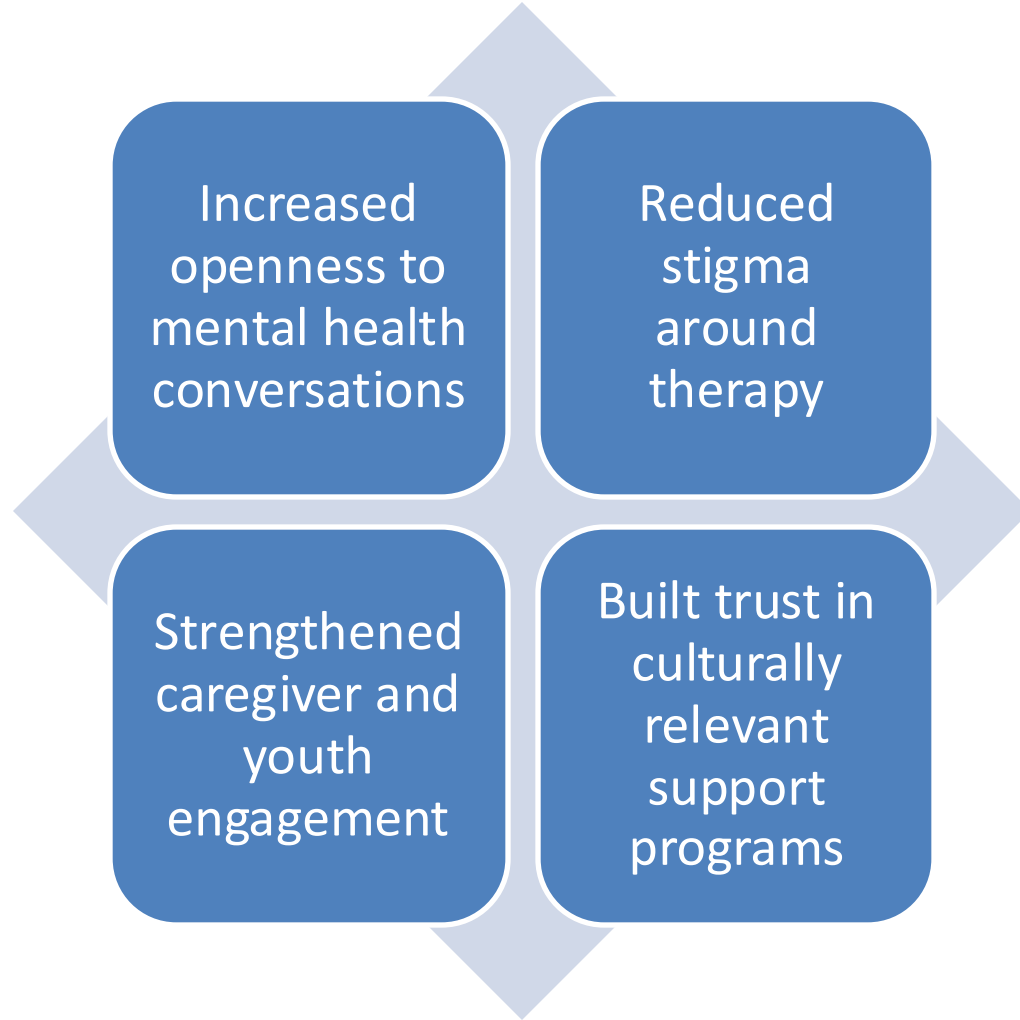 Increased
openness to
mental health
conversations
Reduced
stigma
around
therapy
Strengthened
caregiver and
youth
engagement
Built trust in
culturally
relevant
support
programs